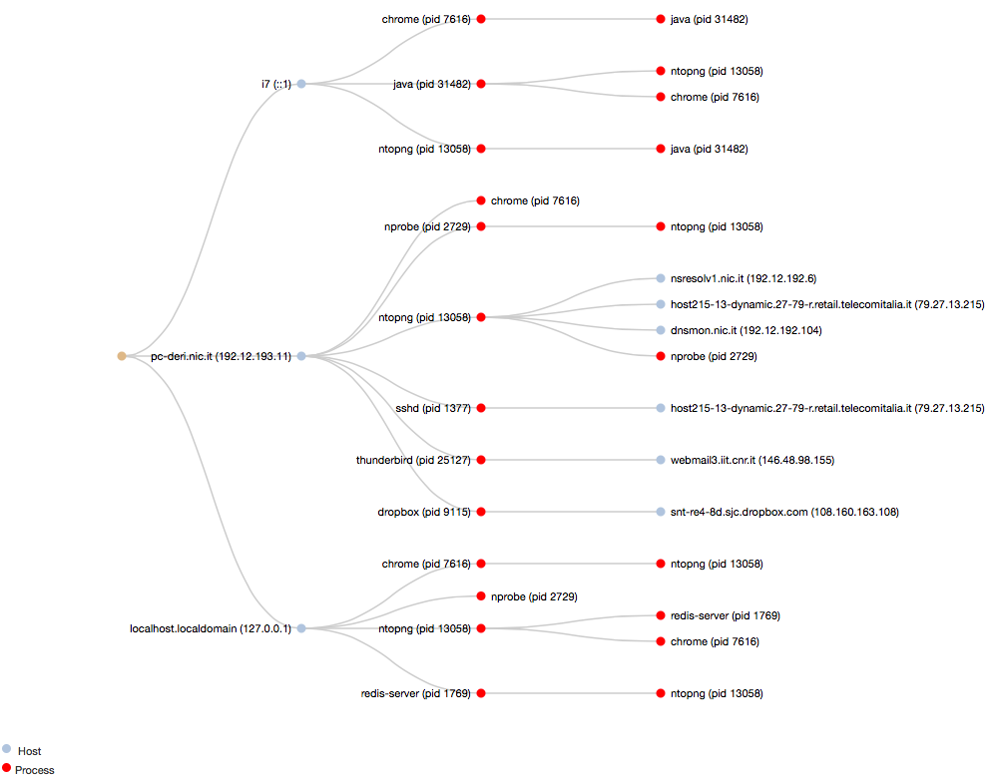 chrome (pid 7616)
java (pid 31482)
ntopng (pid 13058)
i7 (::1)
java (pid 31482)
chrome (pid 7616)
ntopng (pid 13058)
java (pid 31482)
chrome (pid 7616)
nprobe (pid 2729)
ntopng (pid 13058)
nsresolv1.nic.it (192.12.192.6)
host215-13-dynamic.27-79-r.retail.telecomitalia.it (79.27.13.215)
ntopng (pid 13058)
dnsmon.nic.it (192.12.192.104)
pc-deri.nic.it (192.12.193.11)
nprobe (pid 2729)
sshd (pid 1377)
host215-13-dynamic.27-79-r.retail.telecomitalia.it (79.27.13.215)
thunderbird (pid 25127)
webmail3.iit.cnr.it (146.48.98.155)
dropbox (pid 9115)
snt-re4-8d.sjc.dropbox.com (108.160.163.108)
chrome (pid 7616)
ntopng (pid 13058)
nprobe (pid 2729)
redis-server (pid 1769)
localhost.localdomain (127.0.0.1)
ntopng (pid 13058)
chrome (pid 7616)
redis-server (pid 1769)
ntopng (pid 13058)
Host
Process